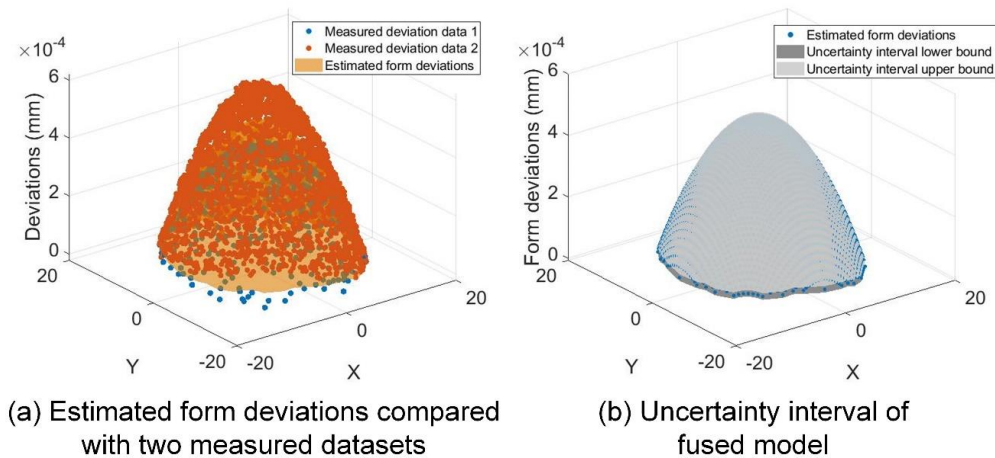 ×10⁻⁴
Measured deviation data 1
Measured deviation data 2
Estimated form deviations
6
4
2
0
Deviations (mm)
20
0
-20
Y
-20
0
20
X
(a) Estimated form deviations compared
with two measured datasets
×10⁻⁴
Estimated form deviations
Uncertainty interval lower bound
Uncertainty interval upper bound
6
4
2
0
Form deviations (mm)
20
0
-20
Y
-20
0
20
X
(b) Uncertainty interval of
fused model